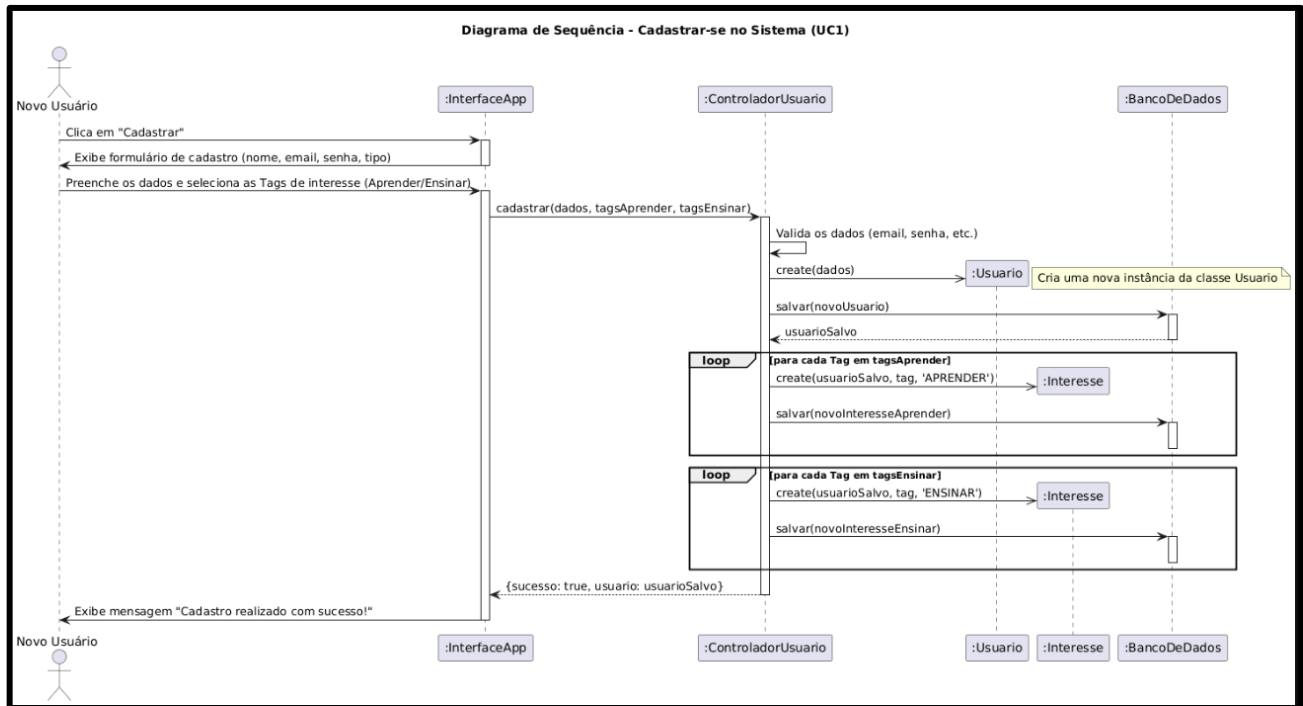 Diagrama de Sequência - Cadastrar-se no Sistema (UC1)
Novo Usuário
:InterfaceApp
:ControladorUsuario
:BancoDeDados
Clica em "Cadastrar"
Exibe formulário de cadastro (nome, email, senha, tipo)
Preenche os dados e seleciona as Tags de interesse (Aprender/Ensinar)
cadastrar(dados, tagsAprender, tagsEnsinar)
Valida os dados (email, senha, etc.)
create(dados)
:Usuario
Cria uma nova instância da classe Usuario
salvar(novoUsuario)
usuarioSalvo
loop
[para cada Tag em tagsAprender]
create(usuarioSalvo, tag, 'APRENDER')
:Interesse
salvar(novoInteresseAprender)
loop
[para cada Tag em tagsEnsinar]
create(usuarioSalvo, tag, 'ENSINAR')
:Interesse
salvar(novoInteresseEnsinar)
{sucesso: true, usuario: usuarioSalvo}
Exibe mensagem "Cadastro realizado com sucesso!"
Novo Usuário
:InterfaceApp
:ControladorUsuario
:Usuario
:Interesse
:BancoDeDados